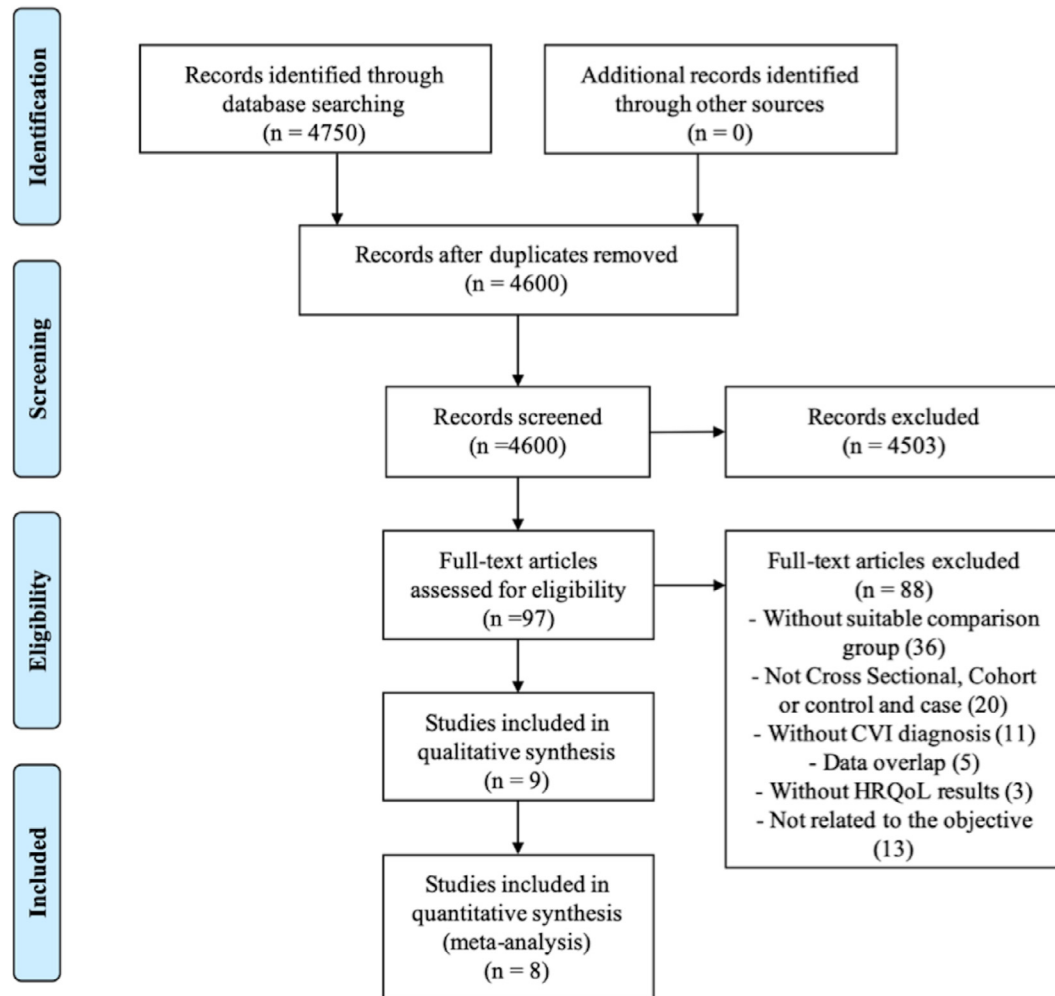 Identification
Records identified through
database searching
(n = 4750)
Additional records identified
through other sources
(n = 0)
Records after duplicates removed
(n = 4600)
Screening
Records screened
(n =4600)
Records excluded
(n = 4503)
Eligibility
Full-text articles
assessed for eligibility
(n =97)
Full-text articles excluded
(n = 88)
- Without suitable comparison
group (36)
- Not Cross Sectional, Cohort
or control and case (20)
- Without CVI diagnosis (11)
- Data overlap (5)
- Without HRQoL results (3)
- Not related to the objective
(13)
Studies included in
qualitative synthesis
(n = 9)
Included
Studies included in
quantitative synthesis
(meta-analysis)
(n = 8)